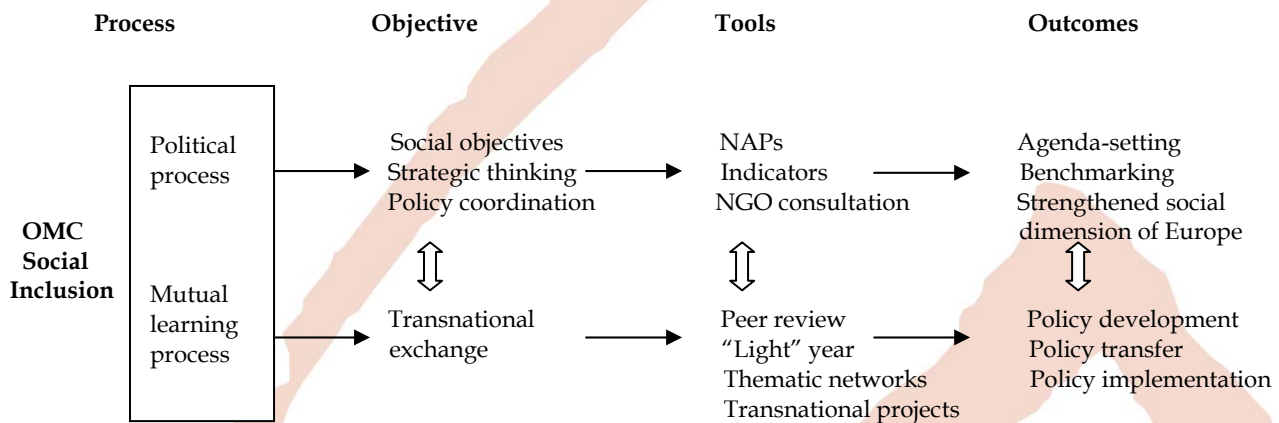 Process Objective Tools Outcomes
OMC
Social
Inclusion
Political
process
Social objectives
Strategic thinking
Policy coordination
NAPs
Indicators
NGO consultation
Agenda-setting
Benchmarking
Strengthened social
dimension of Europe
Mutual
learning
process
Transnational
exchange
Peer review
“Light” year
Thematic networks
Transnational projects
Policy development
Policy transfer
Policy implementation